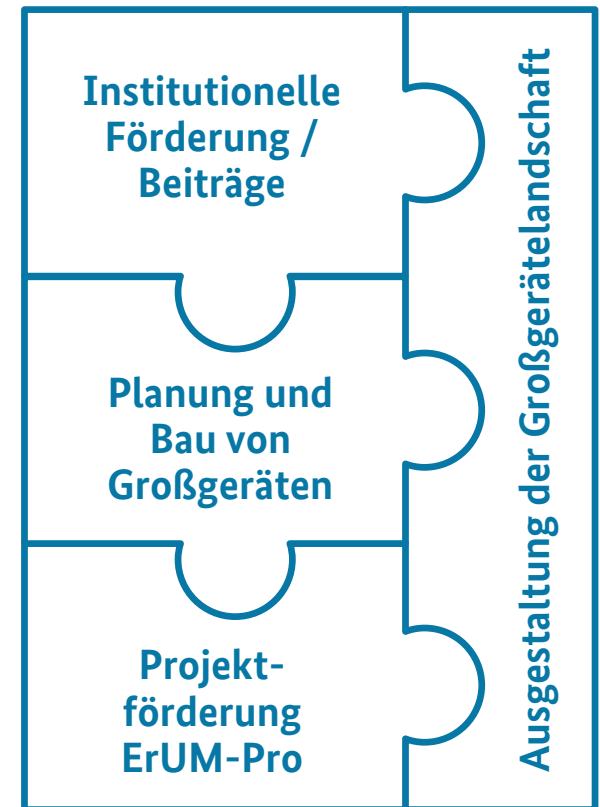 Institutionelle
Förderung /
Beiträge
Planung und
Bau von
Großgeräten
Projekt-
förderung
ErUM-Pro
Ausgestaltung der Großgerätelandschaft